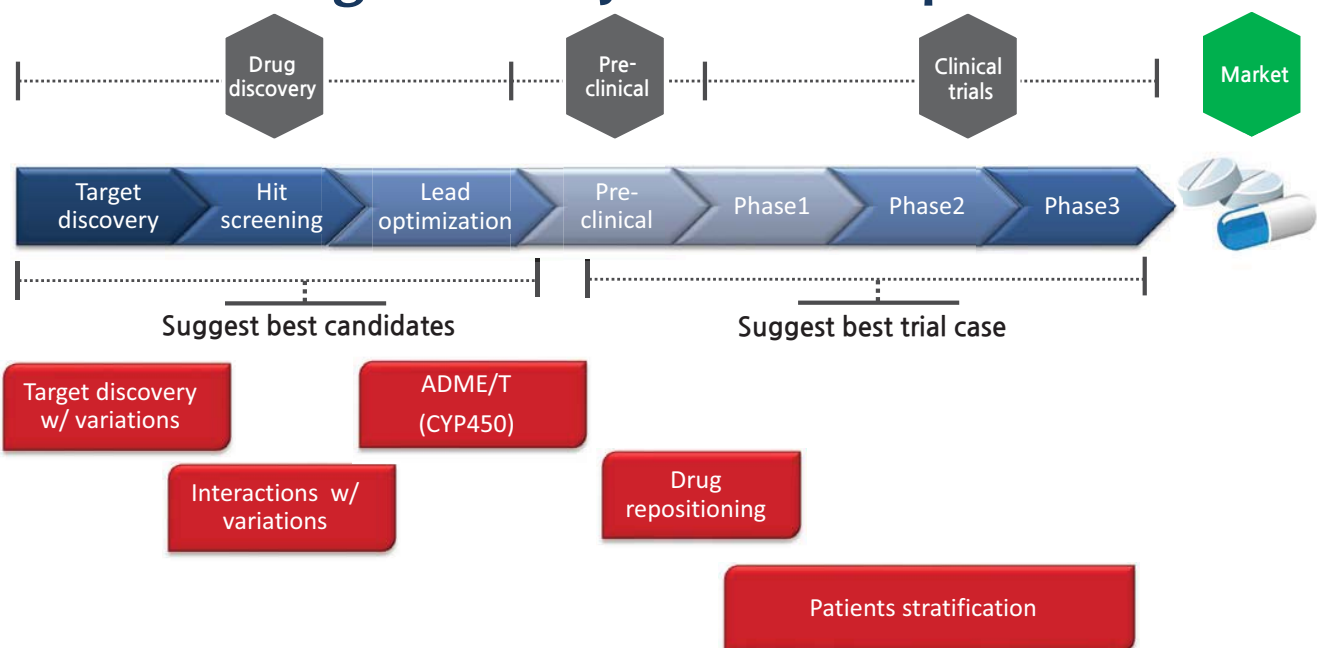 Drug
discovery
Pre-
clinical
Clinical
trials
Market
Target
discovery
Hit
screening
Lead
optimization
Pre-
clinical
Phase1
Phase2
Phase3
Suggest best candidates
Suggest best trial case
Target discovery
w/ variations
ADME/T
(CYP450)
Interactions w/
variations
Drug
repositioning
Patients stratification